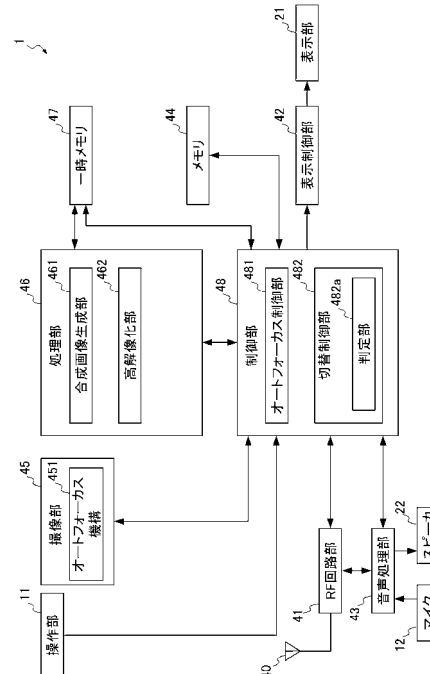 1
11
操作部
45
撮像部
451
オートフォーカス
機構
46
処理部
461
合成画像生成部
462
高解像化部
47
一時メモリ
44
メモリ
40
41
RF回路部
43
音声処理部
12
マイク
22
スピーカ
48
制御部
481
オートフォーカス制御部
482
切替制御部
482a
判定部
42
表示制御部
21
表示部